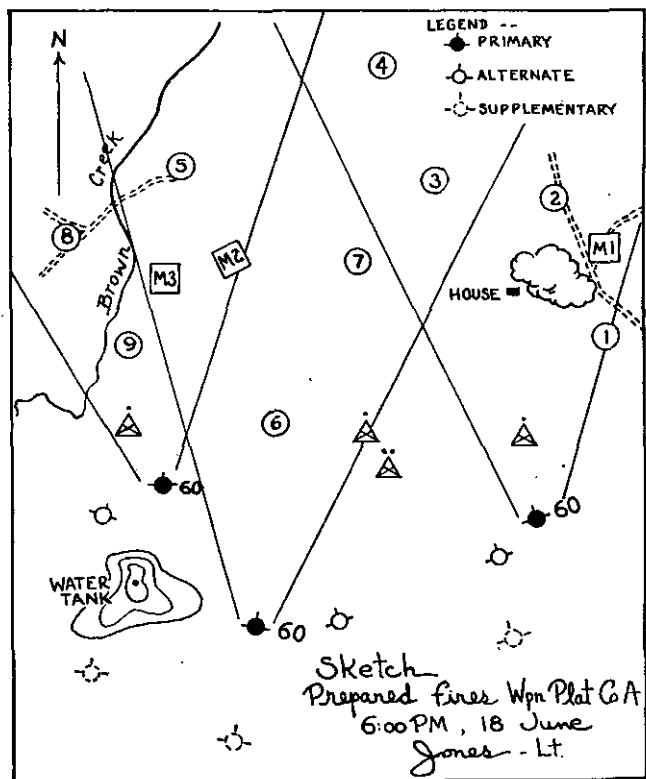 LEGEND --
PRIMARY
ALTERNATE
SUPPLEMENTARY
N
4
5
Creek
3
2
8
M2
M1
7
M3
Brown
HOUSE
1
9
6
60
60
WATER
TANK
60
Sketch
Prepared fires Wpn Plat Co A
6:00 PM, 18 June
Jones - Lt.